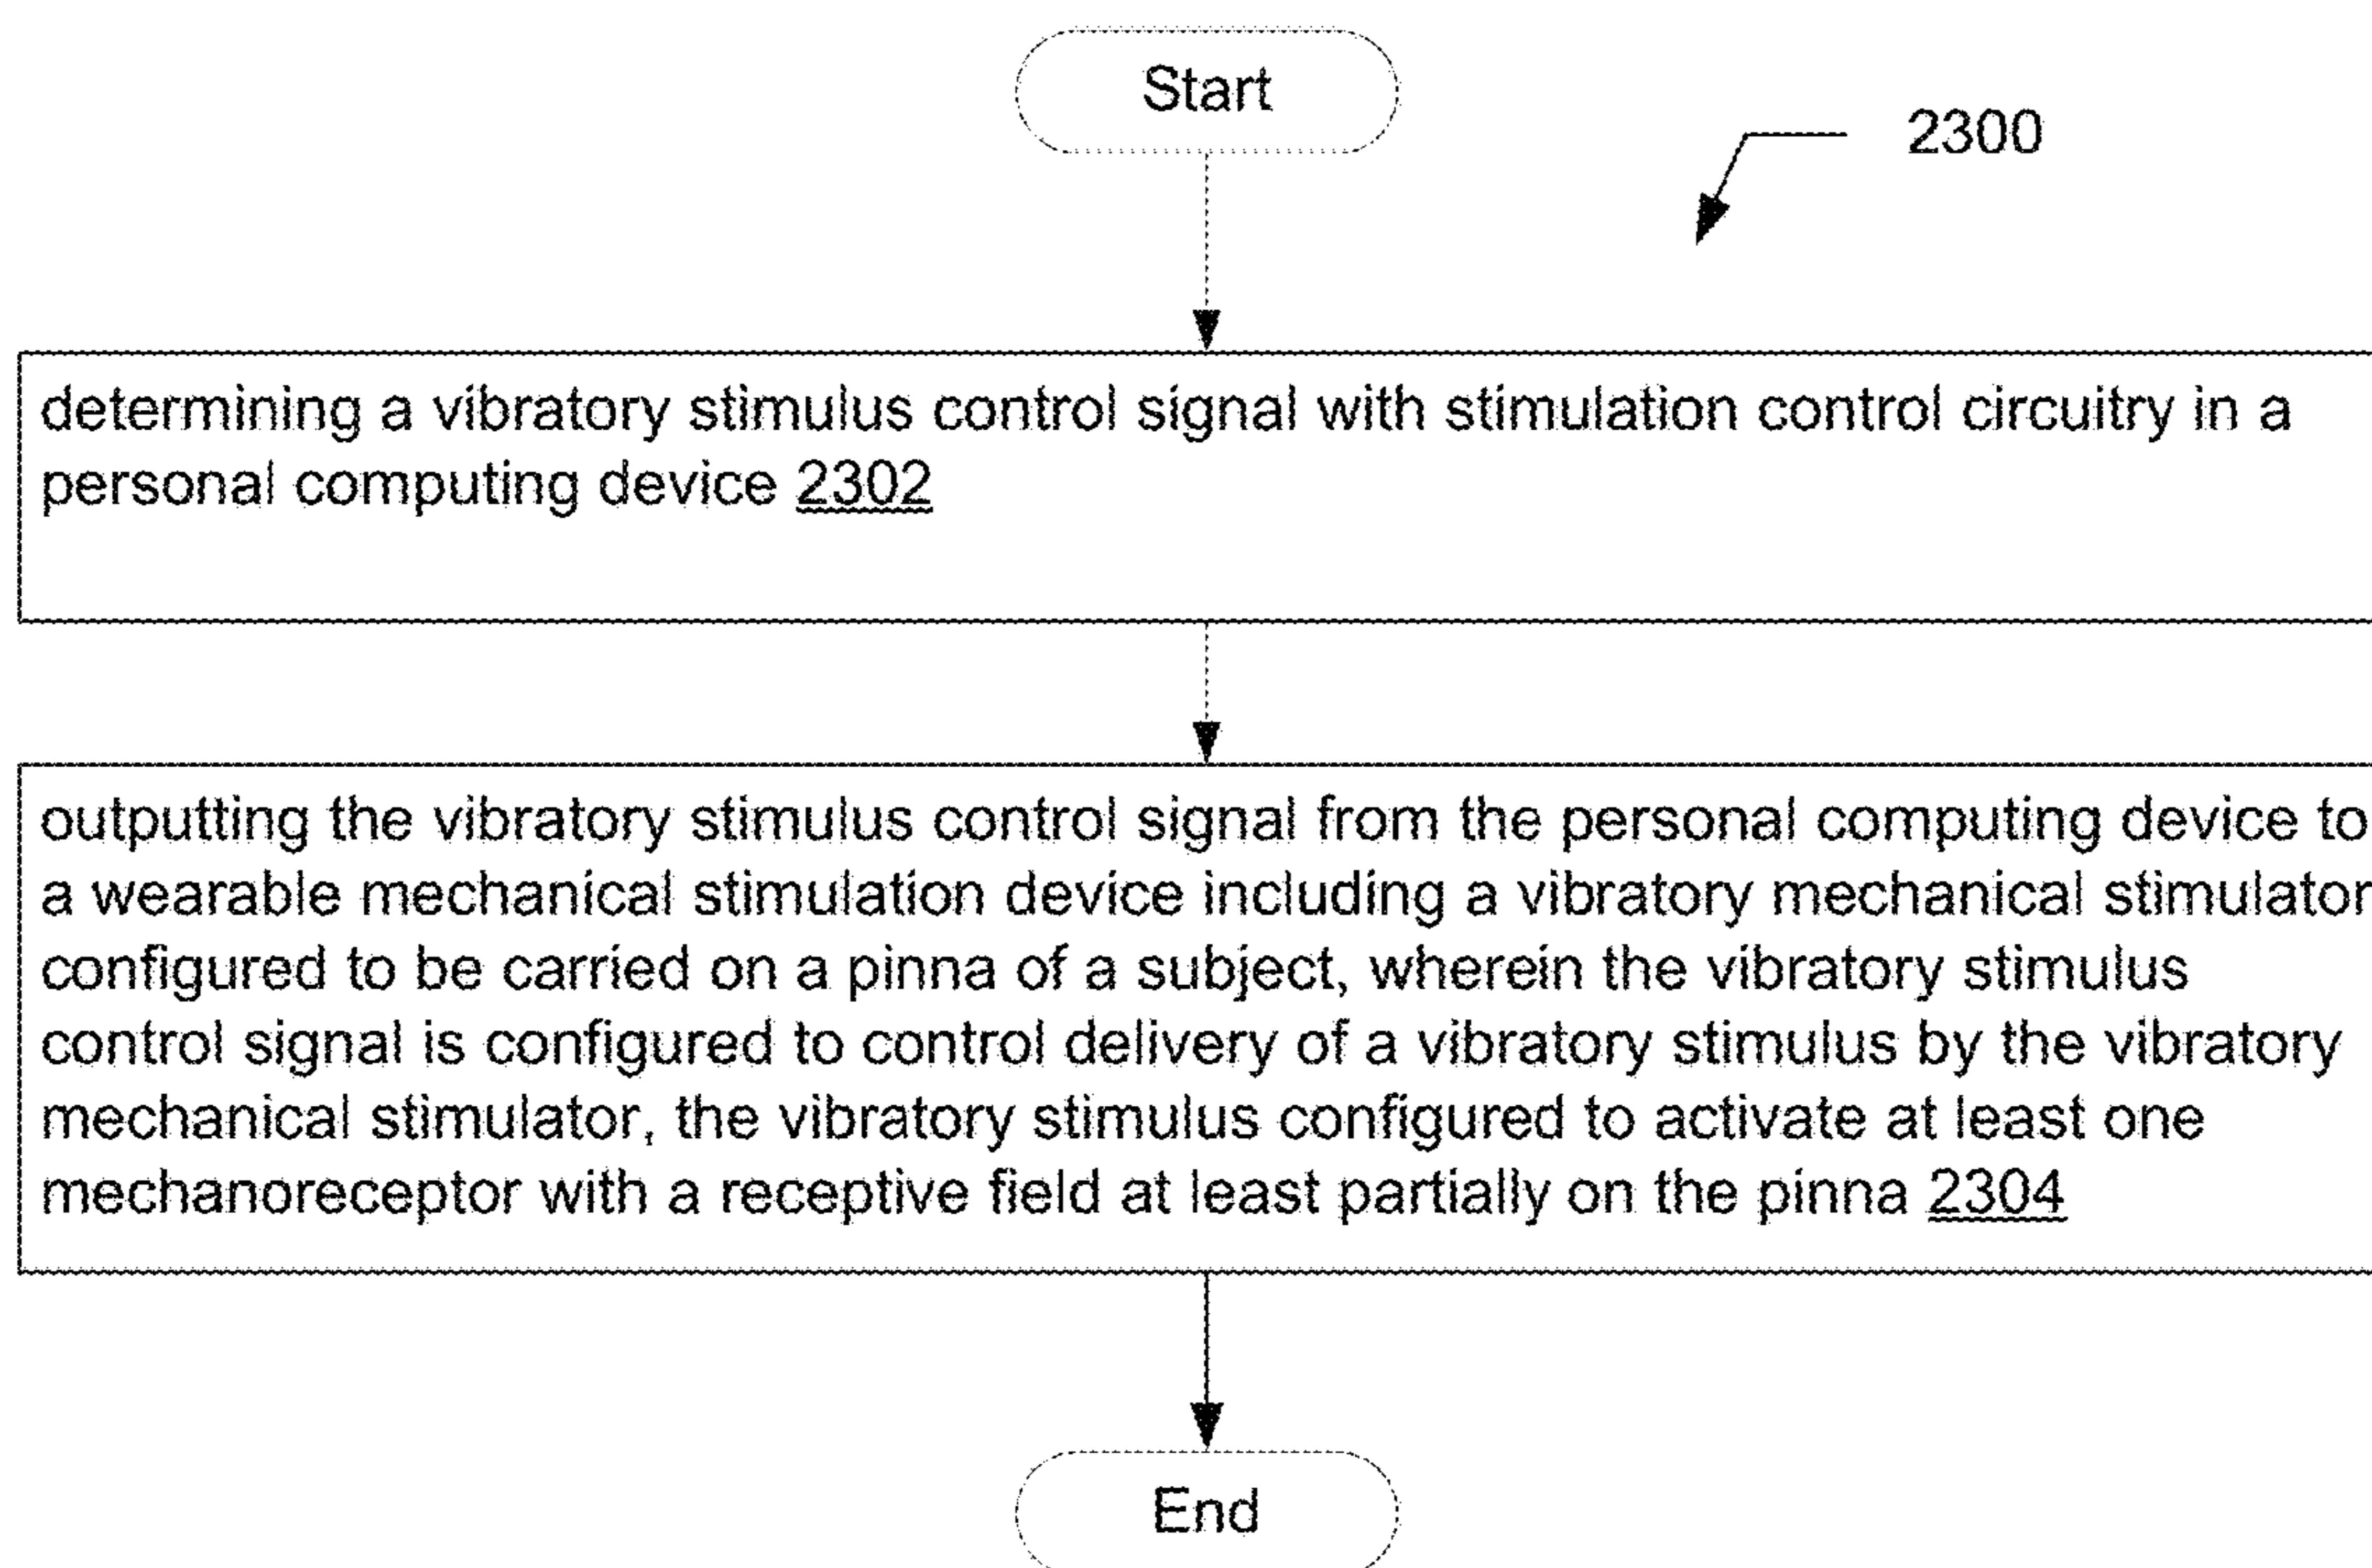 Start
2300
determining a vibratory stimulus control signal with stimulation control circuitry in a
personal computing device 2302
outputting the vibratory stimulus control signal from the personal computing device to
a wearable mechanical stimulation device including a vibratory mechanical stimulator
configured to be carried on a pinna of a subject, wherein the vibratory stimulus
control signal is configured to control delivery of a vibratory stimulus by the vibratory
mechanical stimulator, the vibratory stimulus configured to activate at least one
mechanoreceptor with a receptive field at least partially on the pinna 2304
End